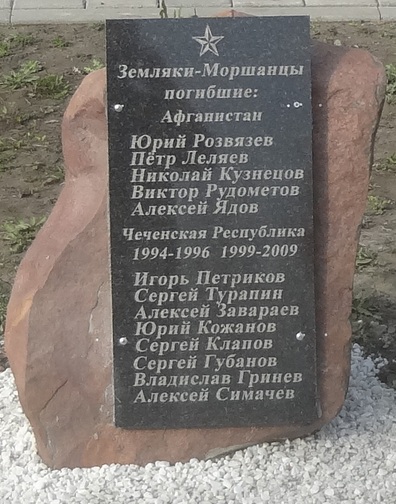 Земляки-Моршанцы
погибшие:
Афганистан
Юрий Розвязев
Пётр Леляев
Николай Кузнецов
Виктор Рудометов
Алексей Ядов
Чеченская Республика
1994-1996 1999-2009
Игорь Петриков
Сергей Турапин
Алексей Завараев
Юрий Кожанов
Сергей Клапов
Сергей Губанов
Владислав Гринев
Алексей Симачев